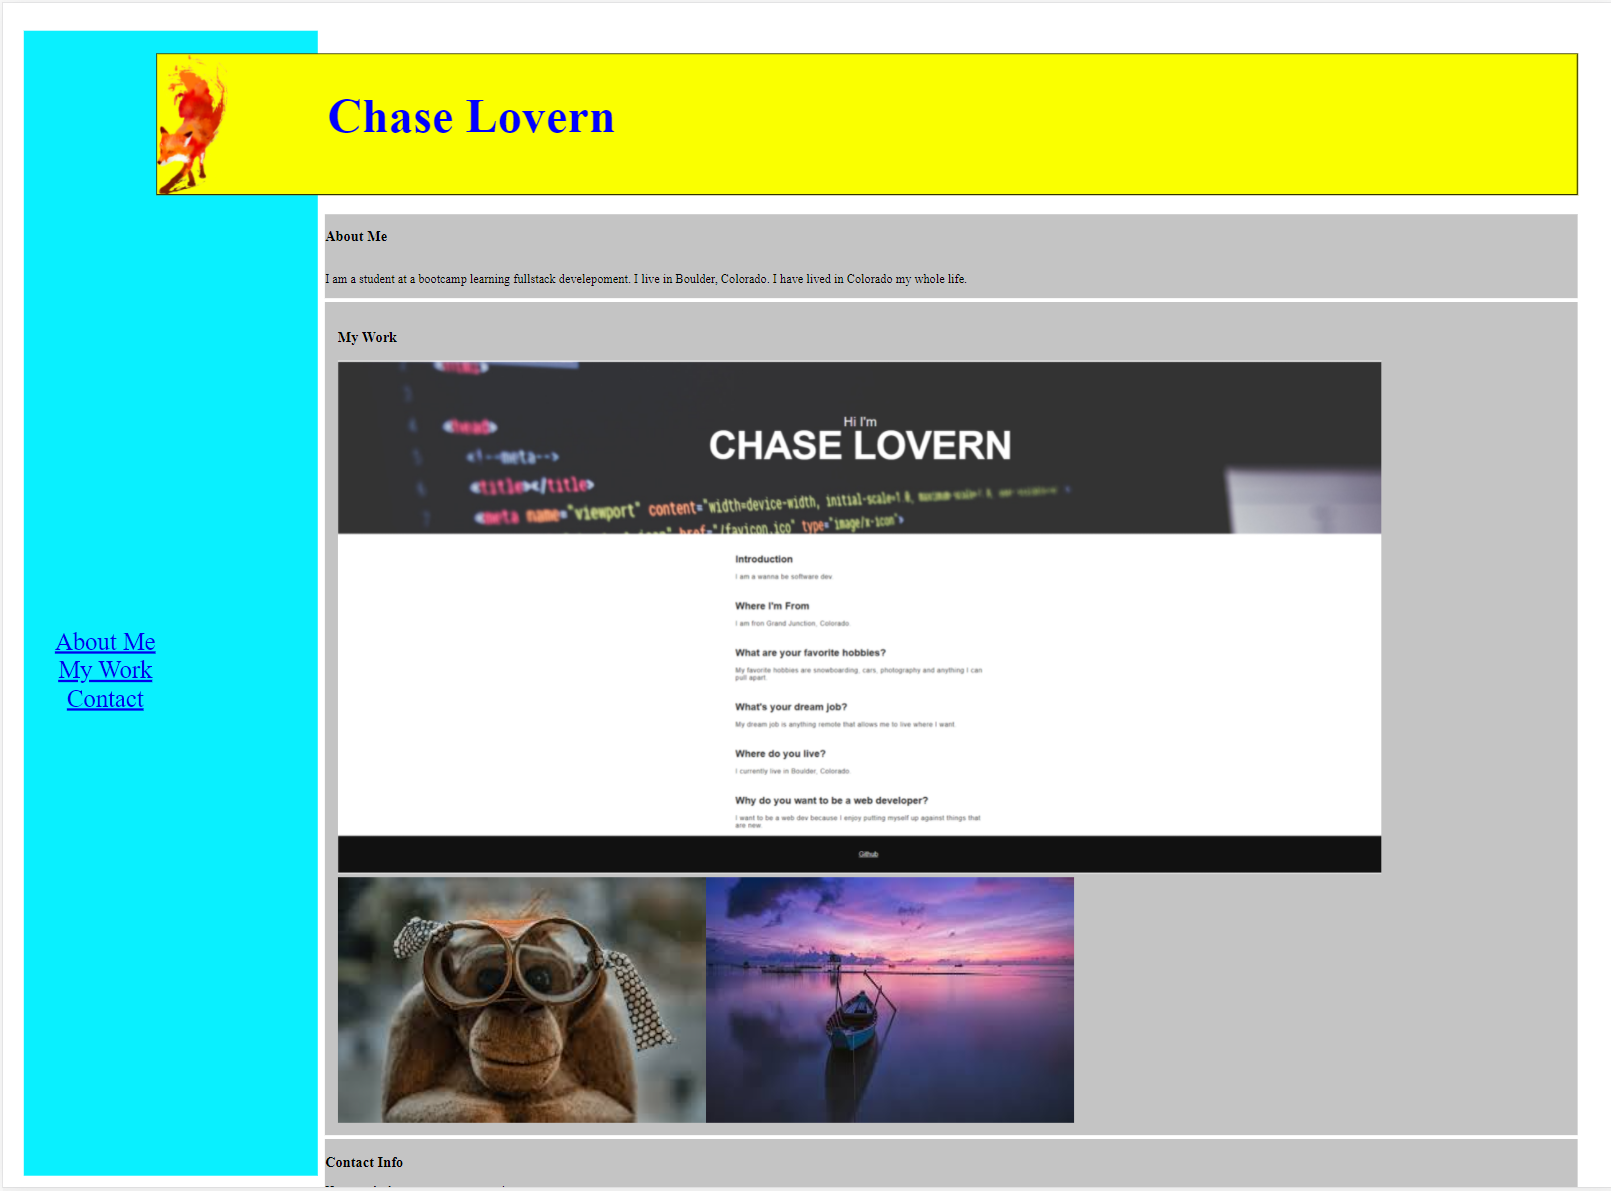 Chase Lovern
About Me
My Work
Contact
About Me
I am a student at a bootcamp learning fullstack develepoment. I live in Boulder, Colorado. I have lived in Colorado my whole life.
My Work
<head>
<!--meta-->
<title></title>
<meta name="viewport" content="width=device-width, initial-scale=1.0, maximum-scale=1.0,
href="/favicon.ico" type="image/x-icon">
Hi I'm
CHASE LOVERN
Introduction
I am a wanna be software dev.
Where I'm From
I am fron Grand Junction, Colorado.
What are your favorite hobbies?
My favorite hobbies are snowboarding, cars, photography and anything I can
pull apart.
What's your dream job?
My dream job is anything remote that allows me to live where I want.
Where do you live?
I currently live in Boulder, Colorado.
Why do you want to be a web developer?
I want to be a web dev because I enjoy putting myself up against things that
are new.
Github
Contact Info